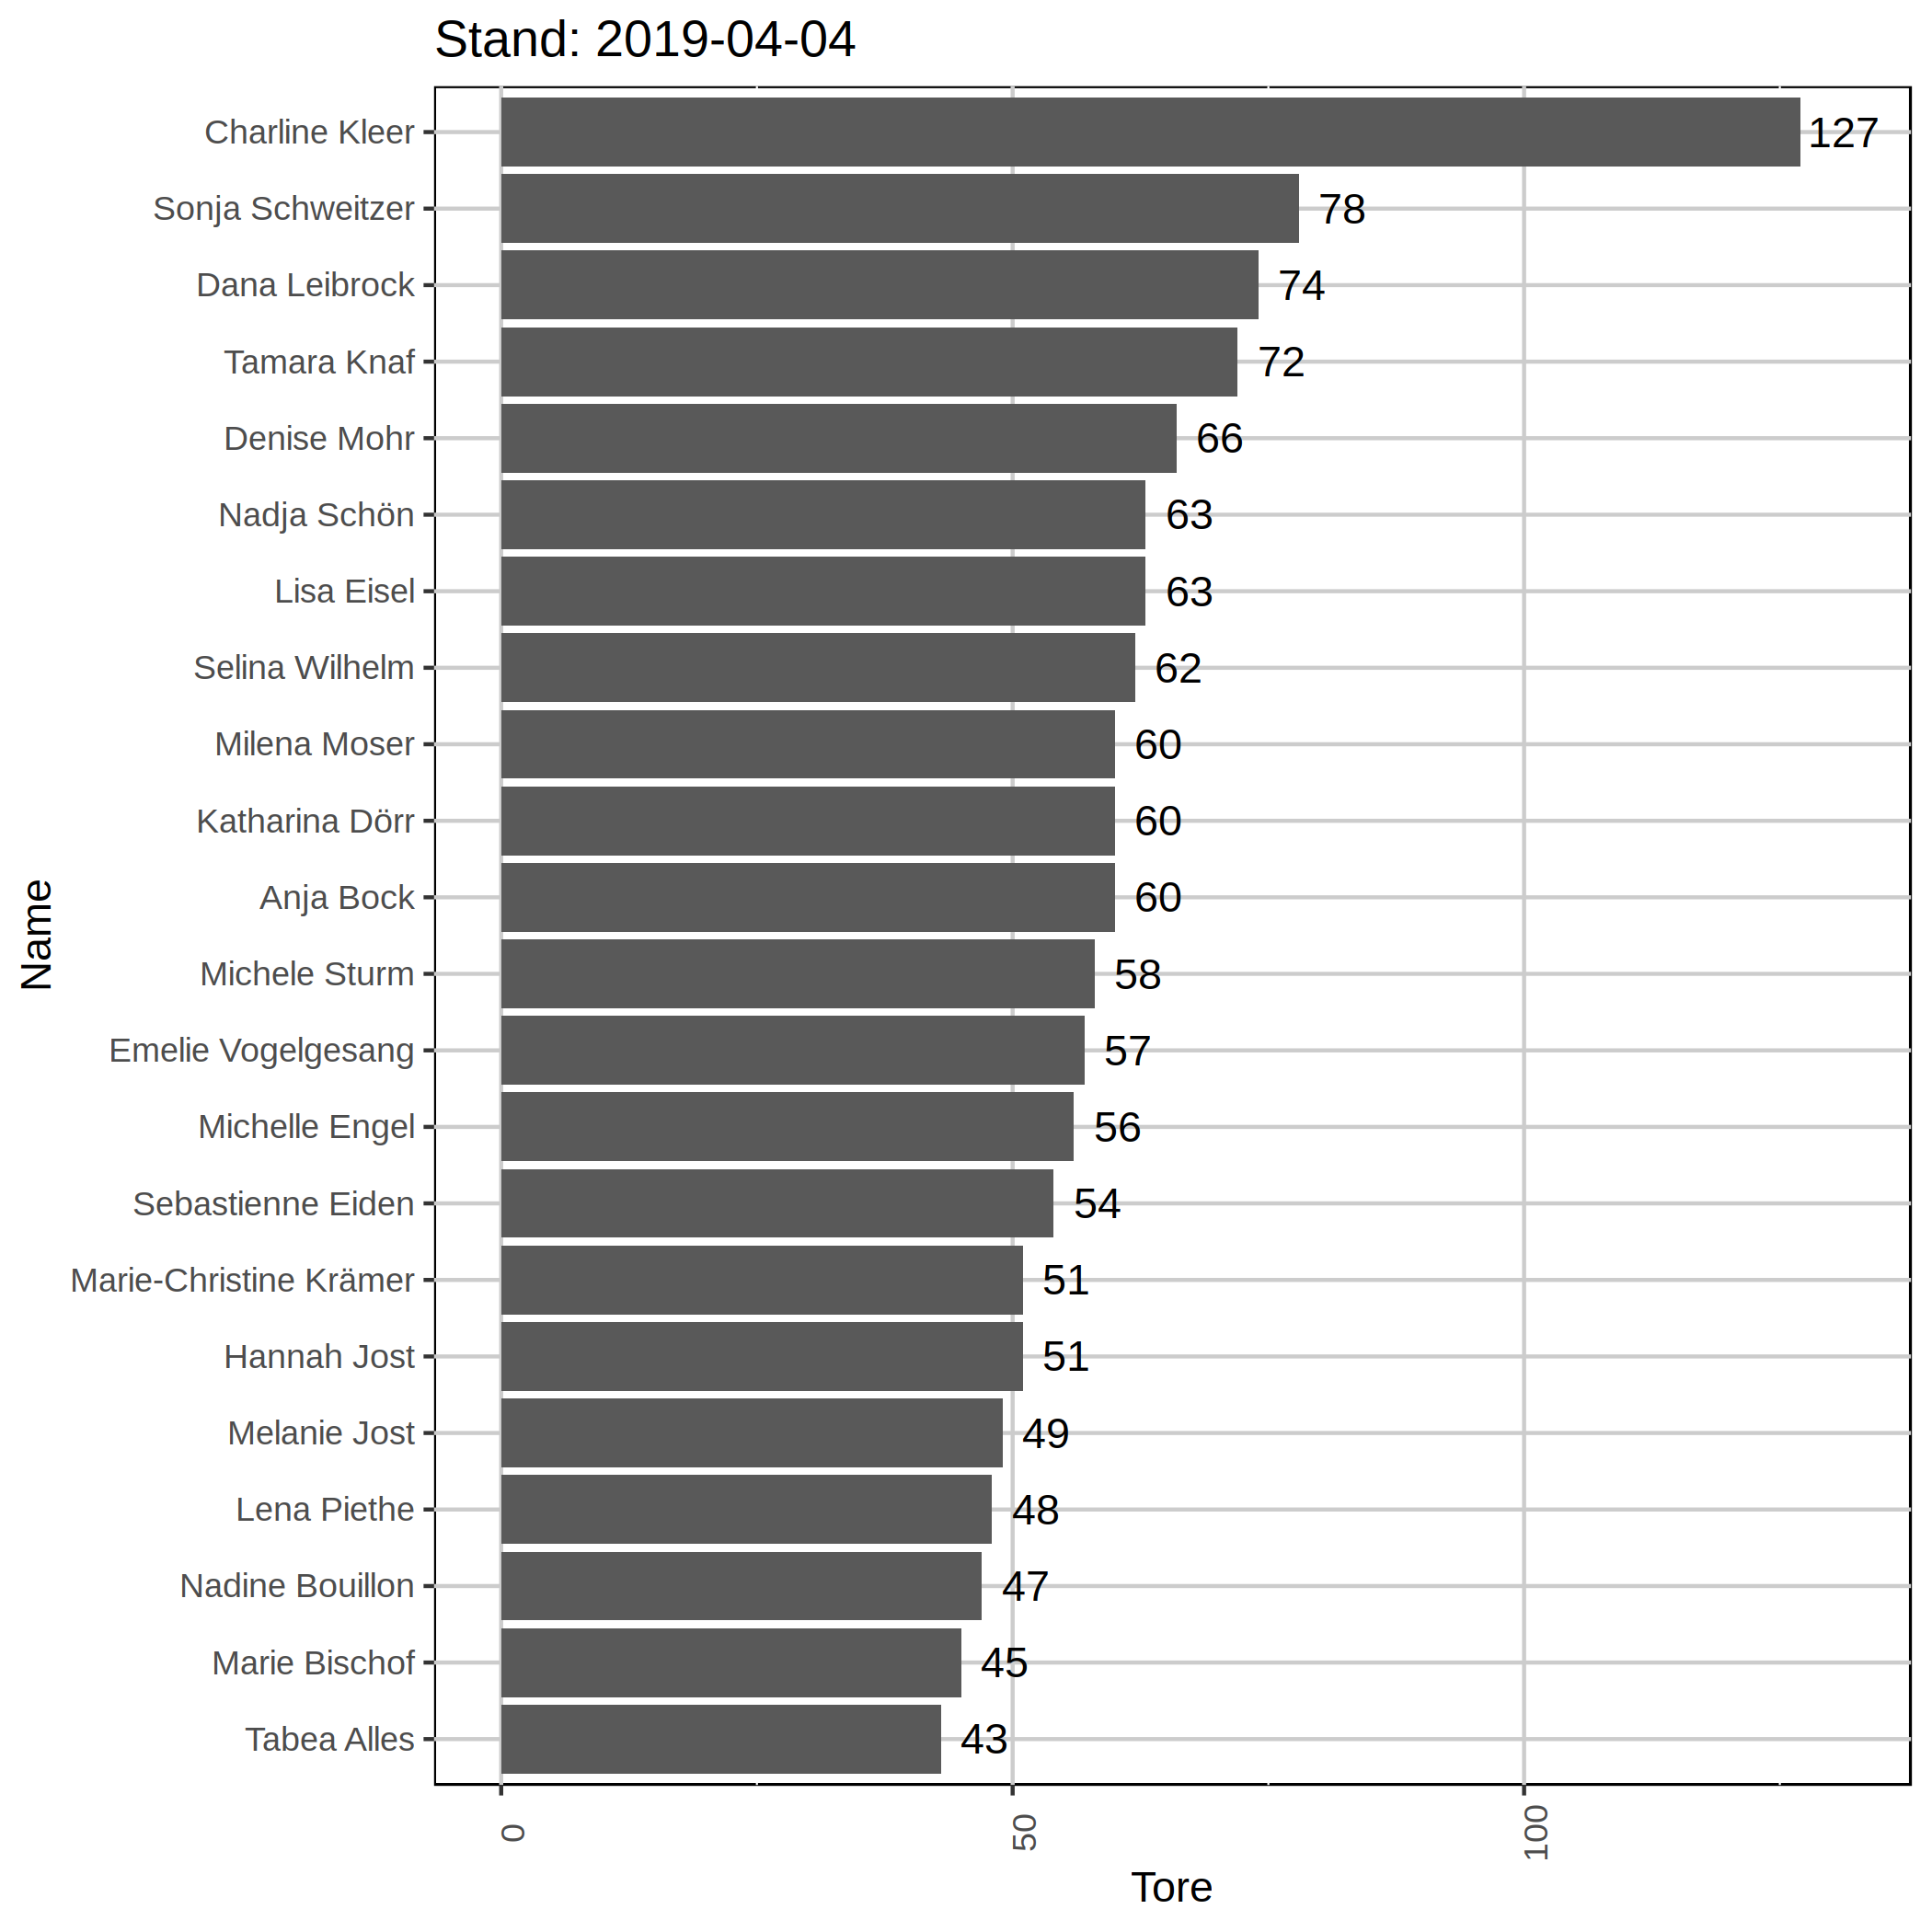 Stand: 2019-04-04
Charline Kleer 127
Sonja Schweitzer 78
Dana Leibrock 74
Tamara Knaf 72
Denise Mohr 66
Nadja Schön 63
Lisa Eisel 63
Selina Wilhelm 62
Milena Moser 60
Katharina Dörr 60
Anja Bock 60
Michele Sturm 58
Emelie Vogelgesang 57
Michelle Engel 56
Sebastienne Eiden 54
Marie-Christine Krämer 51
Hannah Jost 51
Melanie Jost 49
Lena Piethe 48
Nadine Bouillon 47
Marie Bischof 45
Tabea Alles 43
Name
0 50 100
Tore